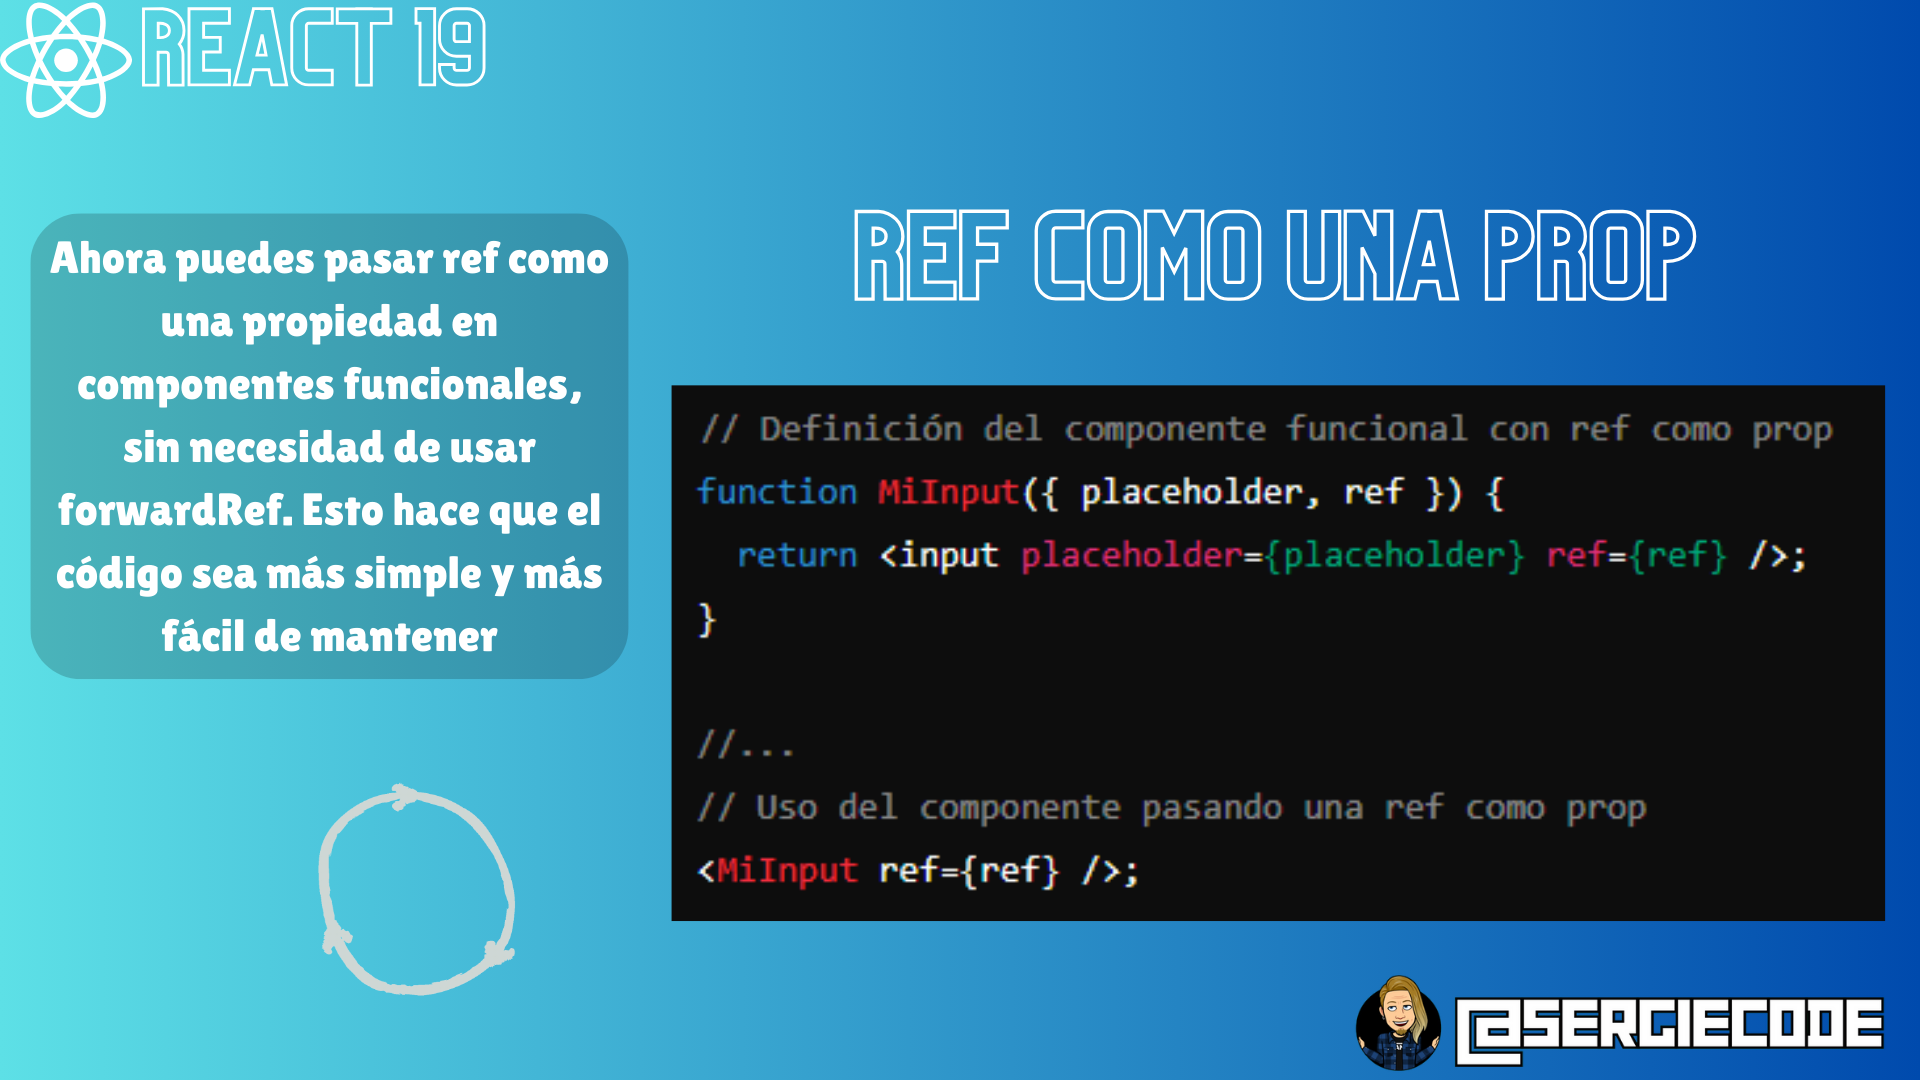 REACT 19
Ahora puedes pasar ref como
una propiedad en
componentes funcionales,
sin necesidad de usar
forwardRef. Esto hace que el
código sea más simple y más
fácil de mantener
REF COMO UNA PROP
// Definición del componente funcional con ref como prop
function MiInput({ placeholder, ref }) {
  return <input placeholder={placeholder} ref={ref} />;
}
//...
// Uso del componente pasando una ref como prop
<MiInput ref={ref} />;
@SERGIECODE